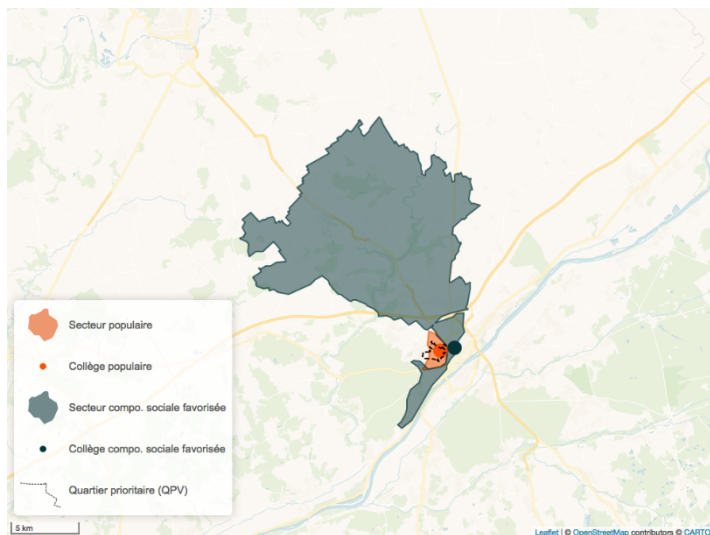 Secteur populaire
Collège populaire
Secteur compo. sociale favorisée
Collège compo. sociale favorisée
Quartier prioritaire (QPV)
5 km
Leaflet | © OpenStreetMap contributors © CARTO